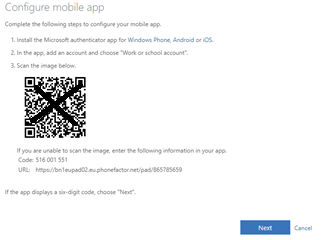 Configure mobile app
Complete the following steps to configure your mobile app.
1. Install the Microsoft authenticator app for Windows Phone, Android or iOS.
2. In the app, add an account and choose "Work or school account".
3. Scan the image below.
If you are unable to scan the image, enter the following information in your app.
Code: 516 001 551
URL: https://bn1eupad02.eu.phonefactor.net/pad/865785659
If the app displays a six-digit code, choose "Next".
Next
Cancel